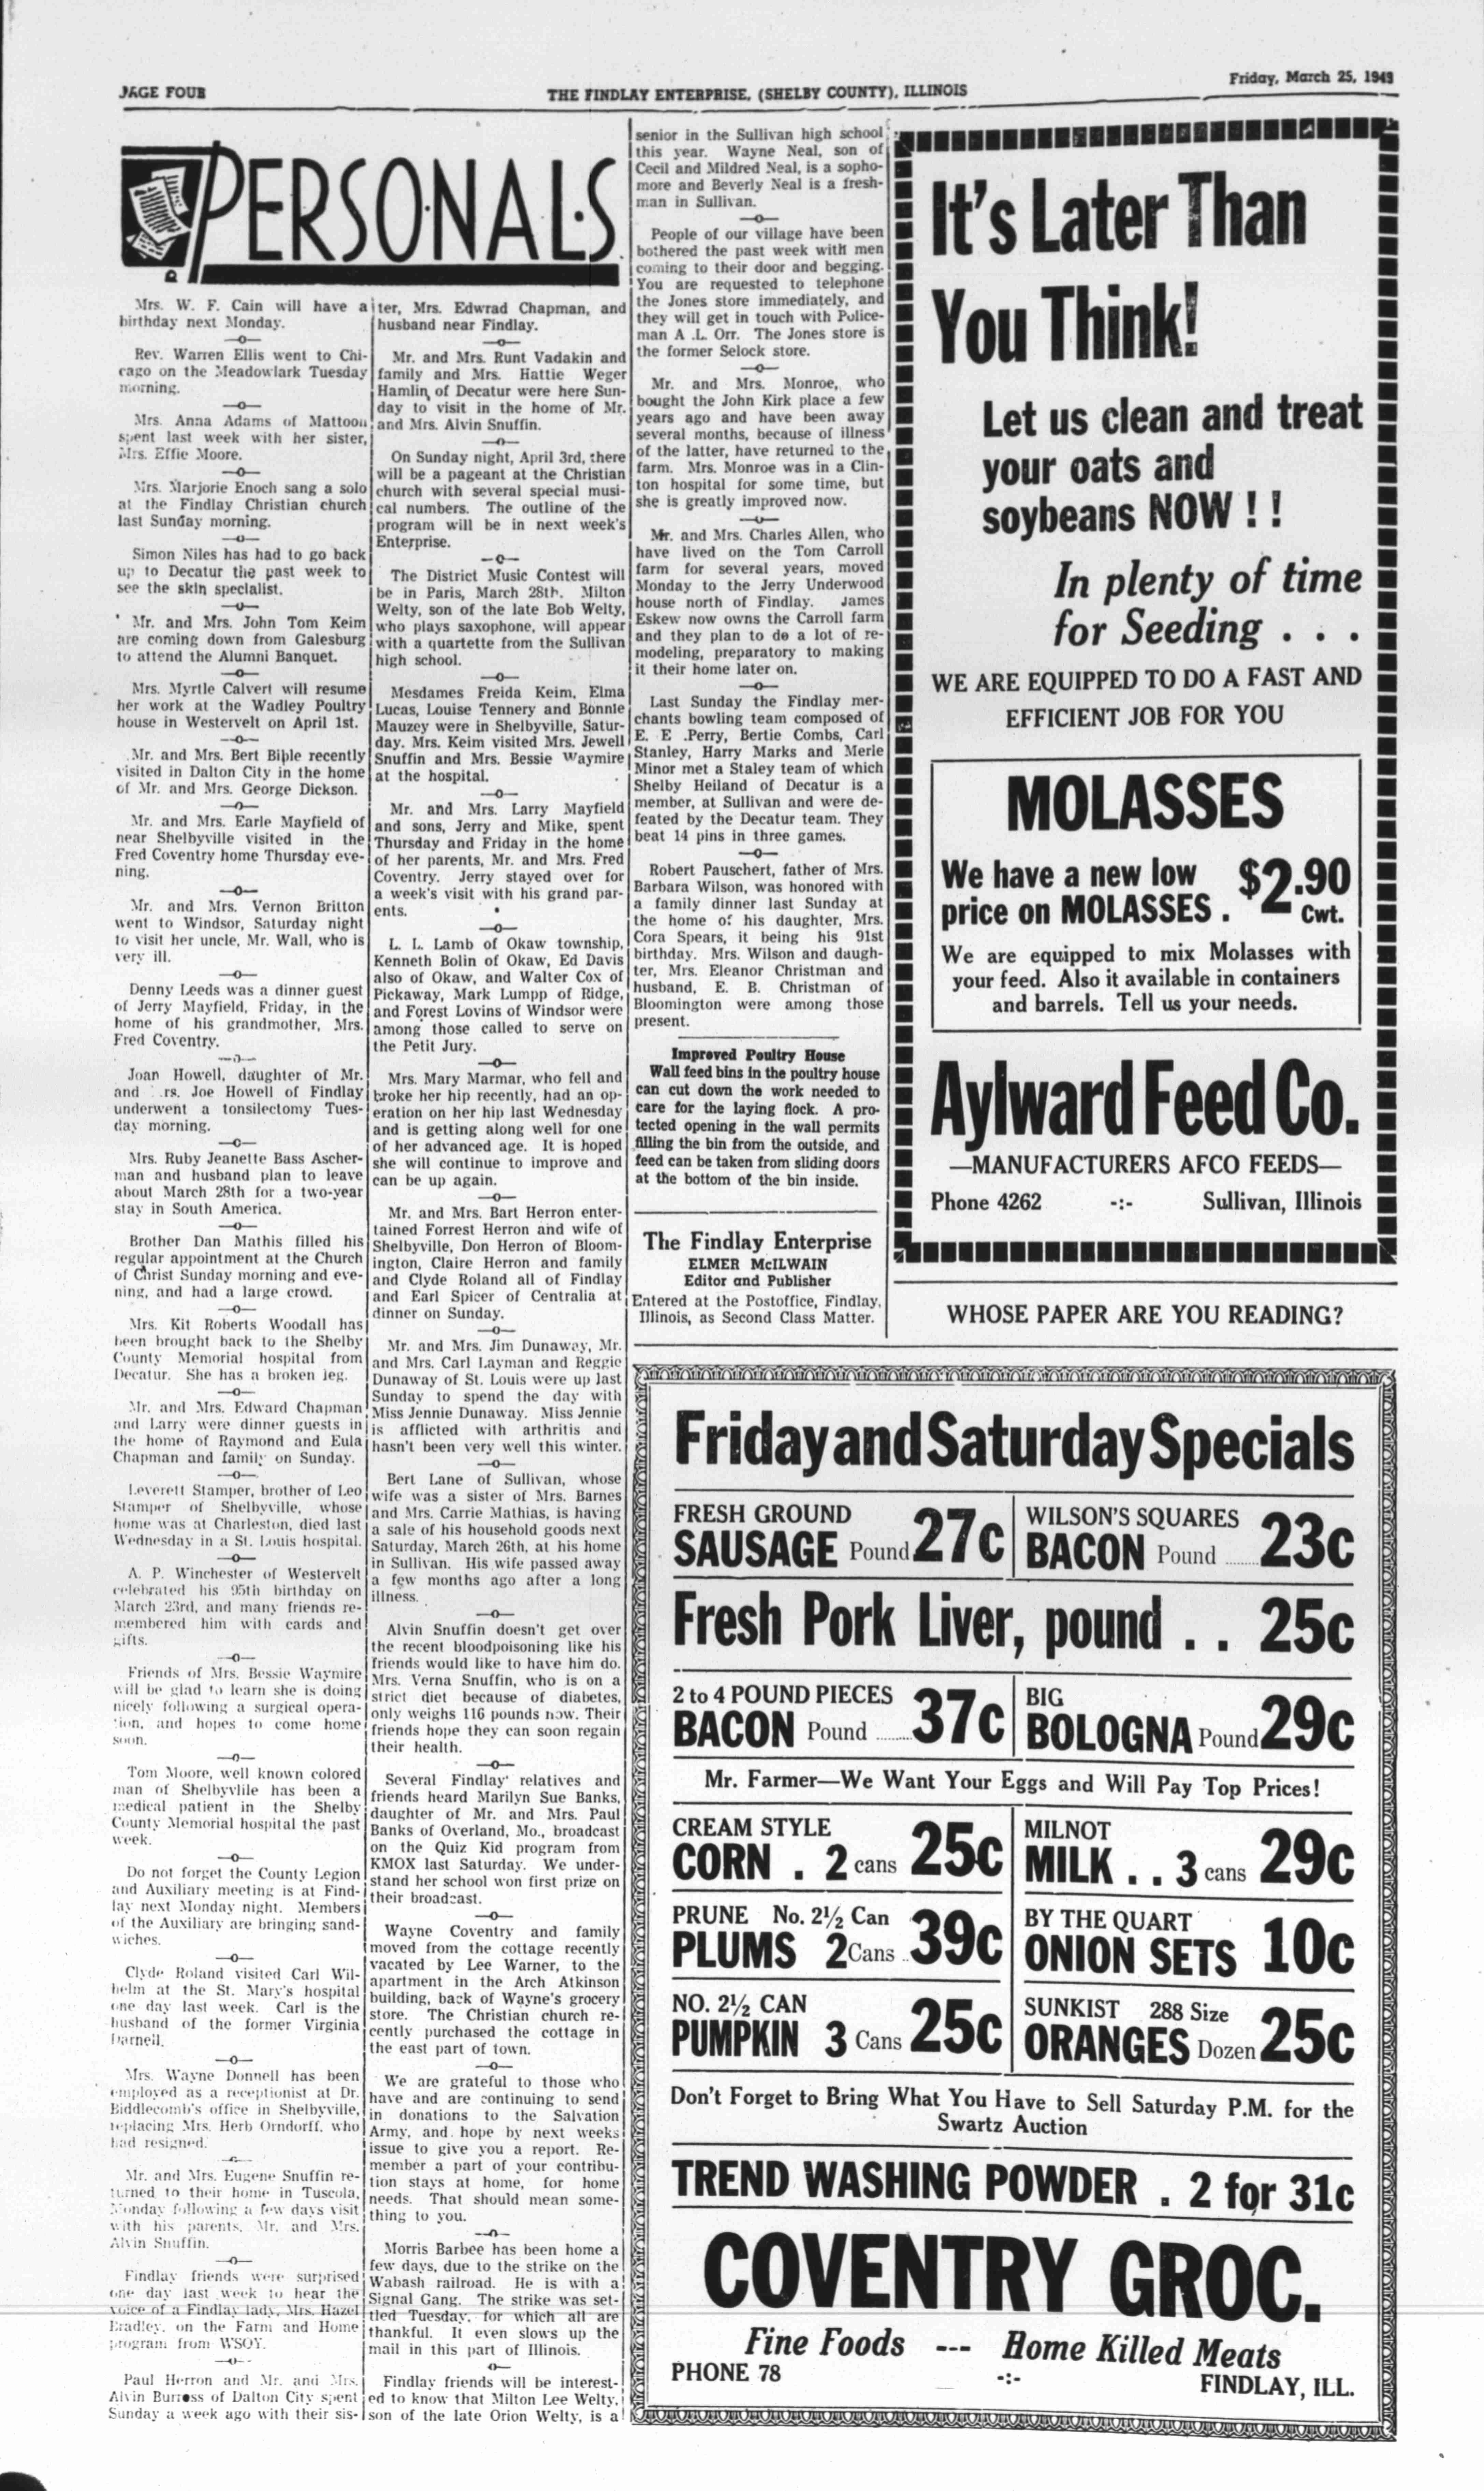 PAGE FOUR
THE FINDLAY ENTERPRISE, (SHELBY COUNTY), ILLINOIS
Friday, March 25, 1949
PERSONALS
Mrs. W. F. Cain will have a
birthday next Monday.
—o—
Rev. Warren Ellis went to Chi-
cago on the Meadowlark Tuesday
morning.
—o—
Mrs. Anna Adams of Mattoon
spent last week with her sister,
Mrs. Effie Moore.
—o—
Mrs. Marjorie Enoch sang a solo
at the Findlay Christian church
last Sunday morning.
—o—
Simon Niles has had to go back
up to Decatur the past week to
see the skin specialist.
—o—
Mr. and Mrs. John Tom Keim
are coming down from Galesburg
to attend the Alumni Banquet.
—o—
Mrs. Myrtle Calvert will resume
her work at the Wadley Poultry
house in Westervelt on April 1st.
—o—
Mr. and Mrs. Bert Bible recently
visited in Dalton City in the home
of Mr. and Mrs. George Dickson.
—o—
Mr. and Mrs. Earle Mayfield of
near Shelbyville visited in the
Fred Coventry home Thursday eve-
ning.
—o—
Mr. and Mrs. Vernon Britton
went to Windsor, Saturday night
to visit her uncle, Mr. Wall, who is
very ill.
—o—
Denny Leeds was a dinner guest
of Jerry Mayfield, Friday, in the
home of his grandmother, Mrs.
Fred Coventry.
—o—
Joan Howell, daughter of Mr.
and rs. Joe Howell of Findlay
underwent a tonsilectomy Tues-
day morning.
—o—
Mrs. Ruby Jeanette Bass Ascher-
man and husband plan to leave
about March 28th for a two-year
stay in South America.
—o—
Brother Dan Mathis filled his
regular appointment at the Church
of Christ Sunday morning and eve-
ning, and had a large crowd.
—o—
Mrs. Kit Roberts Woodall has
been brought back to the Shelby
County Memorial hospital from
Decatur. She has a broken leg.
—o—
Mr. and Mrs. Edward Chapman
and Larry were dinner guests in
the home of Raymond and Eula
Chapman and family on Sunday.
—o—
Leverett Stamper, brother of Leo
Stamper of Shelbyville, whose
home was at Charleston, died last
Wednesday in a St. Louis hospital.
—o—
A. P. Winchester of Westervelt
celebrated his 95th birthday on
March 23rd, and many friends re-
membered him with cards and
gifts.
—o—
Friends of Mrs. Bessie Waymire
will be glad to learn she is doing
nicely following a surgical opera-
tion, and hopes to come home
soon.
—o—
Tom Moore, well known colored
man of Shelbyvlile has been a
medical patient in the Shelby
County Memorial hospital the past
week.
—o—
Do not forget the County Legion
and Auxiliary meeting is at Find-
lay next Monday night. Members
of the Auxiliary are bringing sand-
wiches.
—o—
Clyde Roland visited Carl Wil-
helm at the St. Mary's hospital
one day last week. Carl is the
husband of the former Virginia
Darnell.
—o—
Mrs. Wayne Donnell has been
employed as a receptionist at Dr.
Biddlecomb's office in Shelbyville,
replacing Mrs. Herb Orndorff, who
had resigned.
—o—
Mr. and Mrs. Eugene Snuffin re-
turned to their home in Tuscola,
Monday following a few days visit
with his parents, Mr. and Mrs.
Alvin Snuffin.
—o—
Findlay friends were surprised
one day last week to hear the
voice of a Findlay lady, Mrs. Hazel
Bradley, on the Farm and Home
program from WSOY.
—o—
Paul Herron and Mr. and Mrs.
Alvin Burress of Dalton City spent
Sunday a week ago with their sis-
ter, Mrs. Edwrad Chapman, and
husband near Findlay.
—o—
Mr. and Mrs. Runt Vadakin and
family and Mrs. Hattie Weger
Hamlin of Decatur were here Sun-
day to visit in the home of Mr.
and Mrs. Alvin Snuffin.
—o—
On Sunday night, April 3rd, there
will be a pageant at the Christian
church with several special musi-
cal numbers. The outline of the
program will be in next week's
Enterprise.
—o—
The District Music Contest will
be in Paris, March 28th. Milton
Welty, son of the late Bob Welty,
who plays saxophone, will appear
with a quartette from the Sullivan
high school.
—o—
Mesdames Freida Keim, Elma
Lucas, Louise Tennery and Bonnie
Mauzey were in Shelbyville, Satur-
day. Mrs. Keim visited Mrs. Jewell
Snuffin and Mrs. Bessie Waymire
at the hospital.
—o—
Mr. and Mrs. Larry Mayfield
and sons, Jerry and Mike, spent
Thursday and Friday in the home
of her parents, Mr. and Mrs. Fred
Coventry. Jerry stayed over for
a week's visit with his grand par-
ents.
—o—
L. L. Lamb of Okaw township,
Kenneth Bolin of Okaw, Ed Davis
also of Okaw, and Walter Cox of
Pickaway, Mark Lumpp of Ridge,
and Forest Lovins of Windsor were
among those called to serve on
the Petit Jury.
—o—
Mrs. Mary Marmar, who fell and
broke her hip recently, had an op-
eration on her hip last Wednesday
and is getting along well for one
of her advanced age. It is hoped
she will continue to improve and
can be up again.
—o—
Mr. and Mrs. Bart Herron enter-
tained Forrest Herron and wife of
Shelbyville, Don Herron of Bloom-
ington, Claire Herron and family
and Clyde Roland all of Findlay
and Earl Spicer of Centralia at
dinner on Sunday.
—o—
Mr. and Mrs. Jim Dunaway, Mr.
and Mrs. Carl Layman and Reggie
Dunaway of St. Louis were up last
Sunday to spend the day with
Miss Jennie Dunaway. Miss Jennie
is afflicted with arthritis and
hasn't been very well this winter.
—o—
Bert Lane of Sullivan, whose
wife was a sister of Mrs. Barnes
and Mrs. Carrie Mathias, is having
a sale of his household goods next
Saturday, March 26th, at his home
in Sullivan. His wife passed away
a few months ago after a long
illness.
—o—
Alvin Snuffin doesn't get over
the recent bloodpoisoning like his
friends would like to have him do.
Mrs. Verna Snuffin, who is on a
strict diet because of diabetes,
only weighs 116 pounds now. Their
friends hope they can soon regain
their health.
—o—
Several Findlay relatives and
friends heard Marilyn Sue Banks,
daughter of Mr. and Mrs. Paul
Banks of Overland, Mo., broadcast
on the Quiz Kid program from
KMOX last Saturday. We under-
stand her school won first prize on
their broadcast.
—o—
Wayne Coventry and family
moved from the cottage recently
vacated by Lee Warner, to the
apartment in the Arch Atkinson
building, back of Wayne's grocery
store. The Christian church re-
cently purchased the cottage in
the east part of town.
—o—
We are grateful to those who
have and are continuing to send
in donations to the Salvation
Army, and hope by next weeks
issue to give you a report. Re-
member a part of your contribu-
tion stays at home, for home
needs. That should mean some-
thing to you.
—o—
Morris Barbee has been home a
few days, due to the strike on the
Wabash railroad. He is with a
Signal Gang. The strike was set-
tled Tuesday, for which all are
thankful. It even slows up the
mail in this part of Illinois.
o—
Findlay friends will be interest-
ed to know that Milton Lee Welty,
son of the late Orion Welty, is a
senior in the Sullivan high school
this year. Wayne Neal, son of
Cecil and Mildred Neal, is a sopho-
more and Beverly Neal is a fresh-
man in Sullivan.
—o—
People of our village have been
bothered the past week with men
coming to their door and begging.
You are requested to telephone
the Jones store immediately, and
they will get in touch with Police-
man A .L. Orr. The Jones store is
the former Selock store.
—o—
Mr. and Mrs. Monroe, who
bought the John Kirk place a few
years ago and have been away
several months, because of illness
of the latter, have returned to the
farm. Mrs. Monroe was in a Clin-
ton hospital for some time, but
she is greatly improved now.
—o—
Mr. and Mrs. Charles Allen, who
have lived on the Tom Carroll
farm for several years, moved
Monday to the Jerry Underwood
house north of Findlay. James
Eskew now owns the Carroll farm
and they plan to do a lot of re-
modeling, preparatory to making
it their home later on.
—o—
Last Sunday the Findlay mer-
chants bowling team composed of
E. E .Perry, Bertie Combs, Carl
Stanley, Harry Marks and Merle
Minor met a Staley team of which
Shelby Heiland of Decatur is a
member, at Sullivan and were de-
feated by the Decatur team. They
beat 14 pins in three games.
—o—
Robert Pauschert, father of Mrs.
Barbara Wilson, was honored with
a family dinner last Sunday at
the home of his daughter, Mrs.
Cora Spears, it being his 91st
birthday. Mrs. Wilson and daugh-
ter, Mrs. Eleanor Christman and
husband, E. B. Christman of
Bloomington were among those
present.
Improved Poultry House
Wall feed bins in the poultry house
can cut down the work needed to
care for the laying flock. A pro-
tected opening in the wall permits
filling the bin from the outside, and
feed can be taken from sliding doors
at the bottom of the bin inside.
The Findlay Enterprise
ELMER McILWAIN
Editor and Publisher
Entered at the Postoffice, Findlay,
Illinois, as Second Class Matter.
It's Later Than
You Think!
Let us clean and treat
your oats and
soybeans NOW ! !
In plenty of time
for Seeding . . .
WE ARE EQUIPPED TO DO A FAST AND
EFFICIENT JOB FOR YOU
MOLASSES
We have a new low
price on MOLASSES . $2.90 Cwt.
We are equipped to mix Molasses with
your feed. Also it available in containers
and barrels. Tell us your needs.
Aylward Feed Co.
—MANUFACTURERS AFCO FEEDS—
Phone 4262 -:- Sullivan, Illinois
WHOSE PAPER ARE YOU READING?
Friday and Saturday Specials
FRESH GROUND
SAUSAGE Pound 27c
WILSON'S SQUARES
BACON Pound ....... 23c
Fresh Pork Liver, pound . . 25c
2 to 4 POUND PIECES
BACON Pound ........ 37c
BIG
BOLOGNA Pound 29c
Mr. Farmer—We Want Your Eggs and Will Pay Top Prices!
CREAM STYLE
CORN . 2 cans 25c
MILNOT
MILK . . 3 cans 29c
PRUNE No. 2½ Can
PLUMS 2 Cans .. 39c
BY THE QUART
ONION SETS 10c
NO. 2½ CAN
PUMPKIN 3 Cans 25c
SUNKIST 288 Size
ORANGES Dozen 25c
Don't Forget to Bring What You Have to Sell Saturday P.M. for the
Swartz Auction
TREND WASHING POWDER . 2 for 31c
COVENTRY GROC.
Fine Foods --- Home Killed Meats
PHONE 78 -:- FINDLAY, ILL.